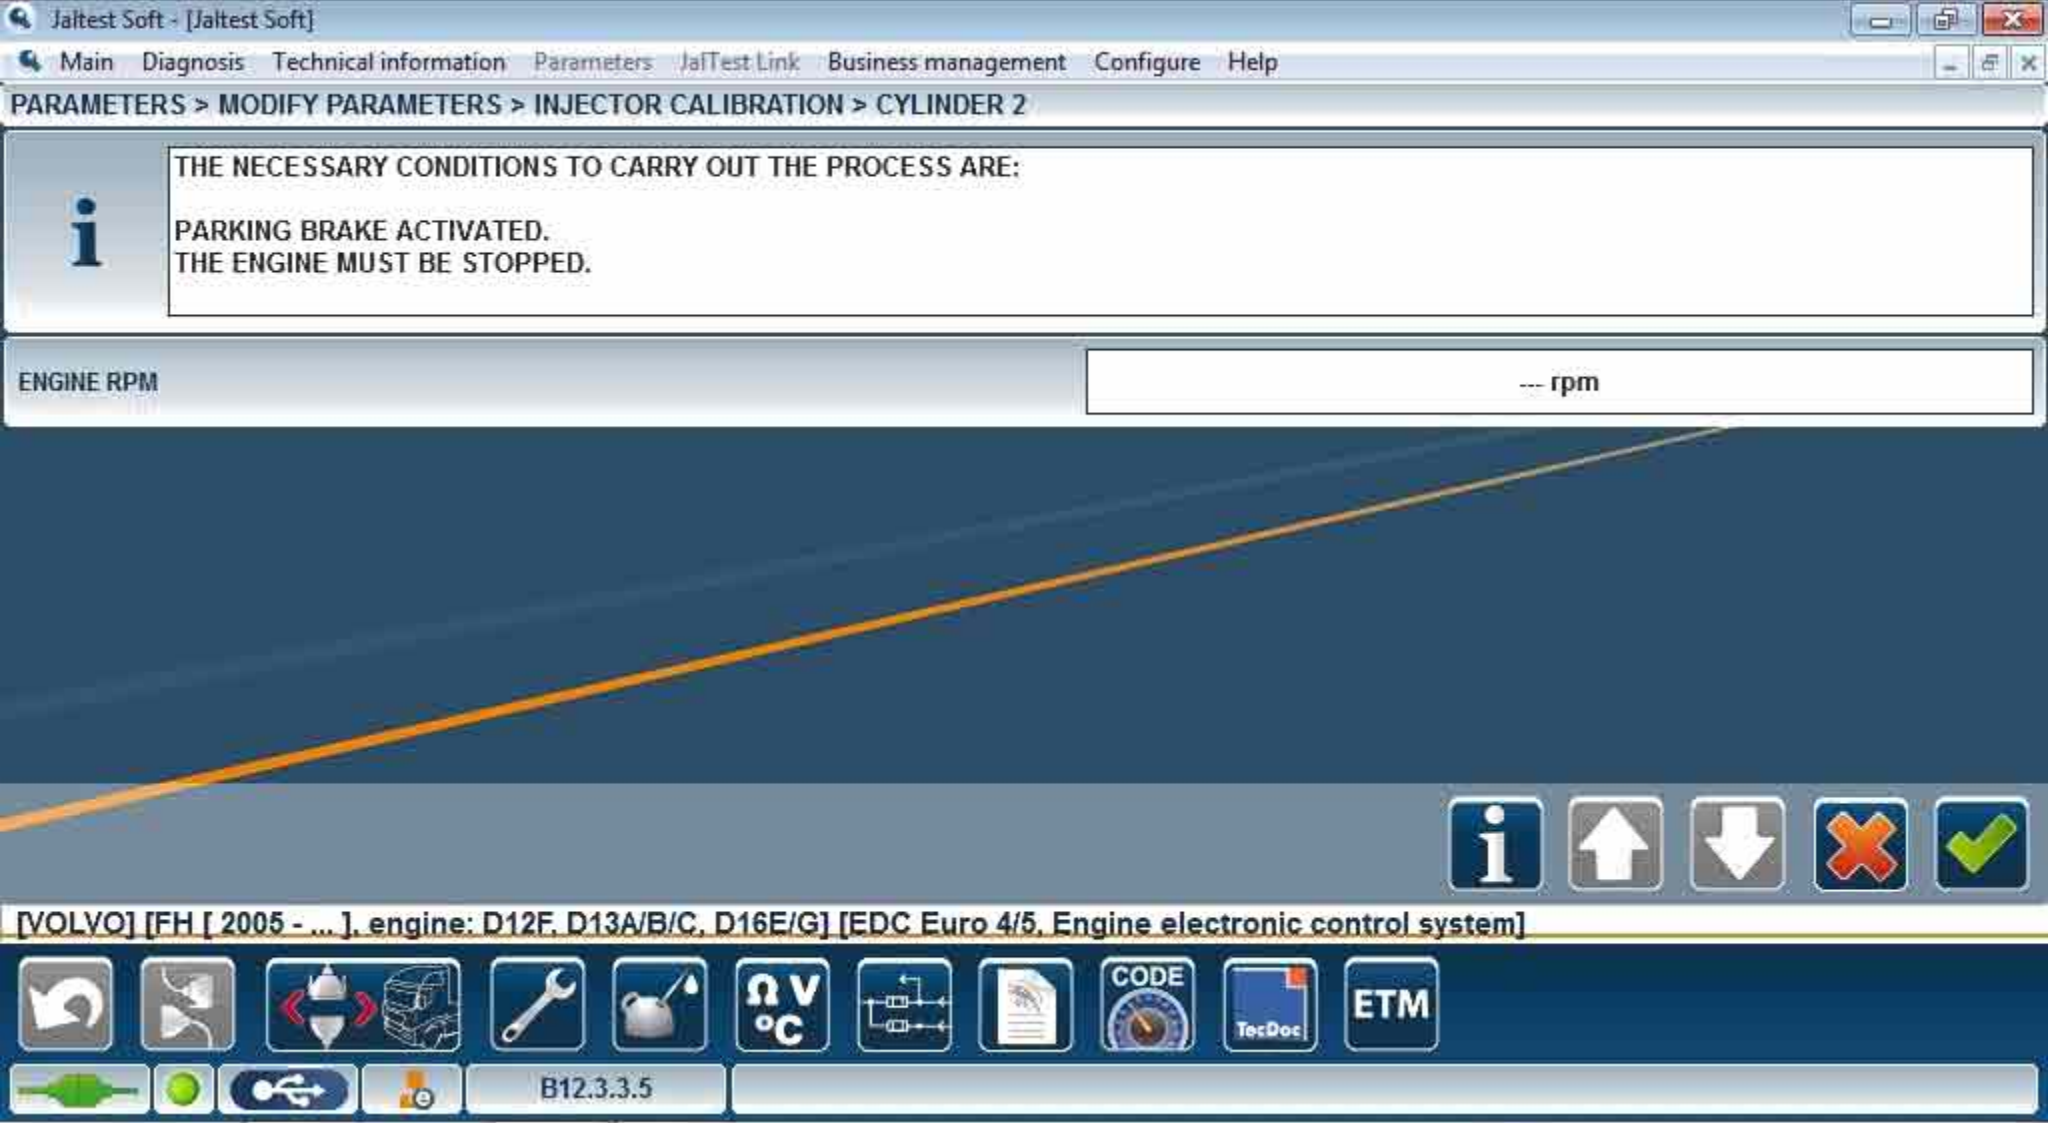 Jaltest Soft - [Jaltest Soft]
Main Diagnosis Technical information Parameters JalTest Link Business management Configure Help
PARAMETERS > MODIFY PARAMETERS > INJECTOR CALIBRATION > CYLINDER 2
THE NECESSARY CONDITIONS TO CARRY OUT THE PROCESS ARE:
PARKING BRAKE ACTIVATED.
THE ENGINE MUST BE STOPPED.
ENGINE RPM --- rpm
[VOLVO] [FH [ 2005 - ... ], engine: D12F, D13A/B/C, D16E/G] [EDC Euro 4/5, Engine electronic control system]
Ω V
°C
CODE
TecDoc
ETM
B12.3.3.5